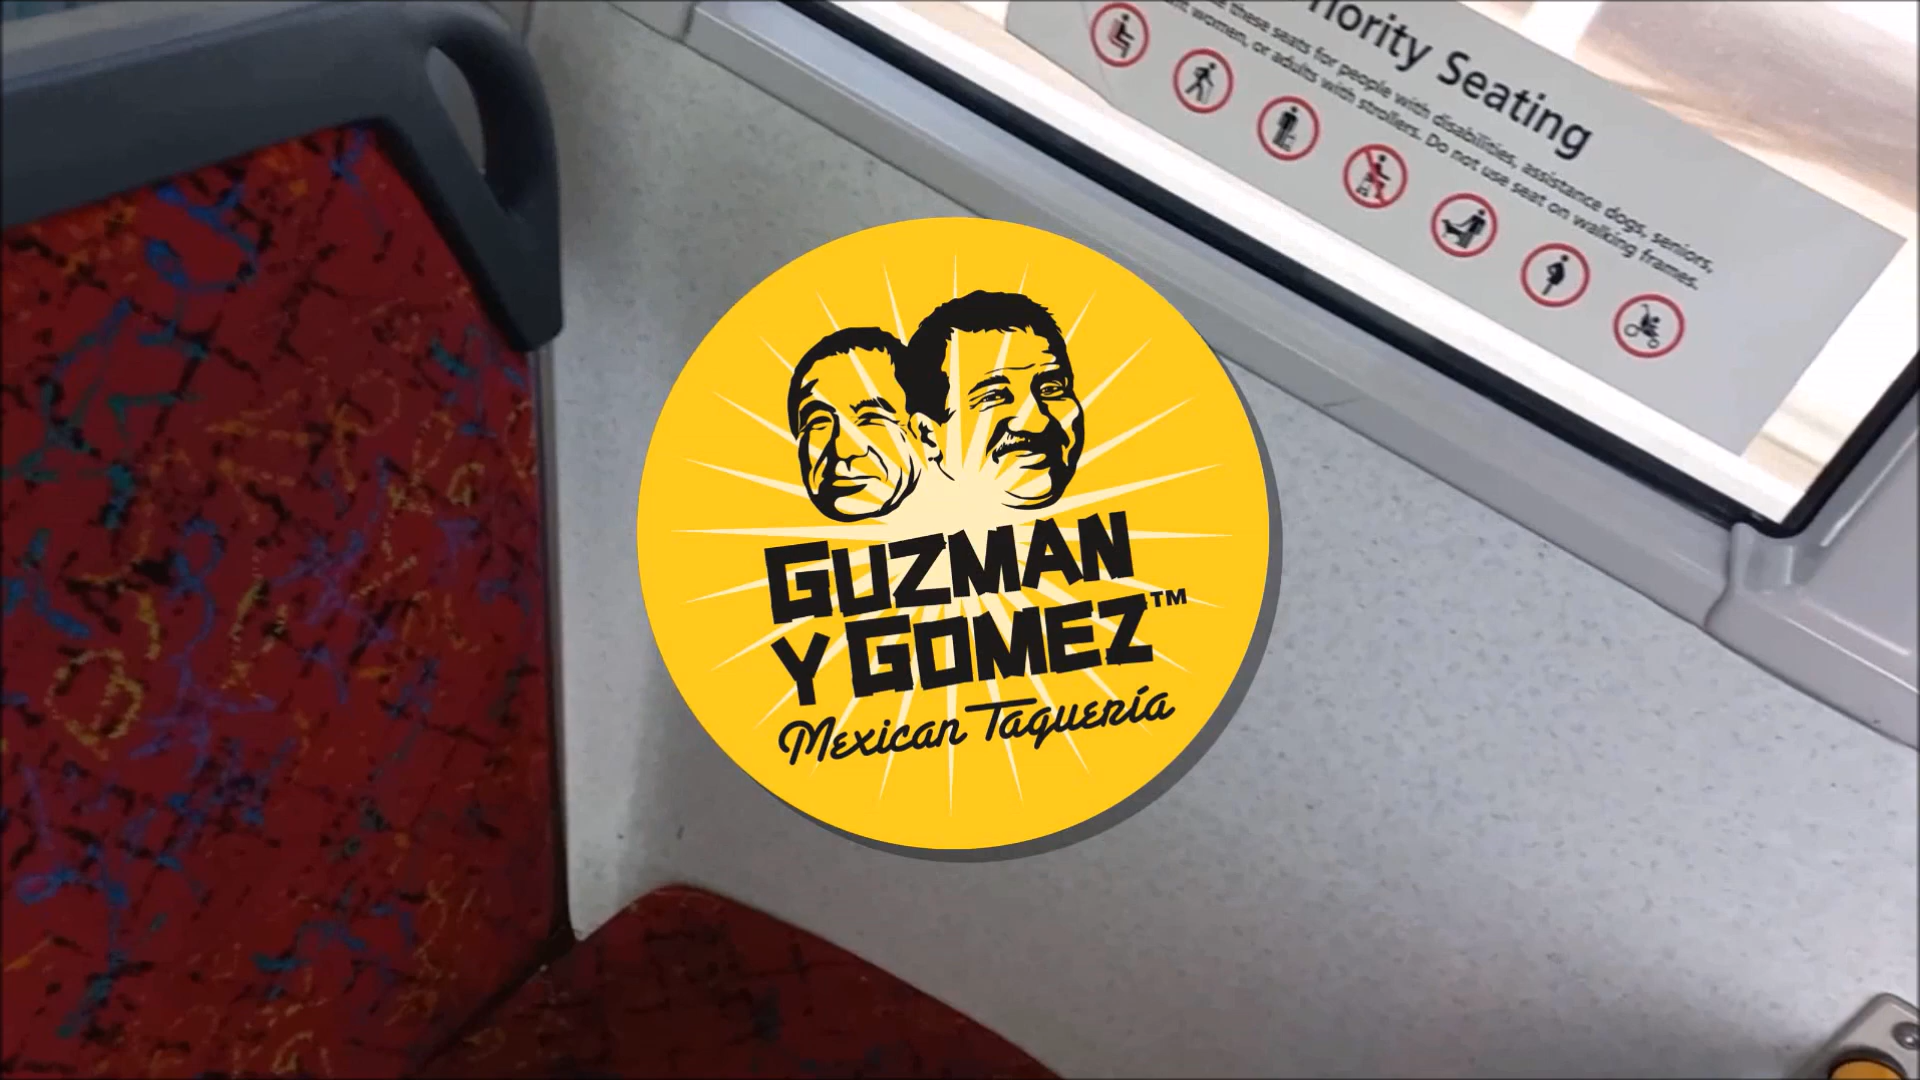 riority Seating
these seats for people with disabilities, assistance dogs, seniors,
women, or adults with strollers. Do not use seat on walking frames.
GUZMAN
Y GOMEZ™
Mexican Taquería